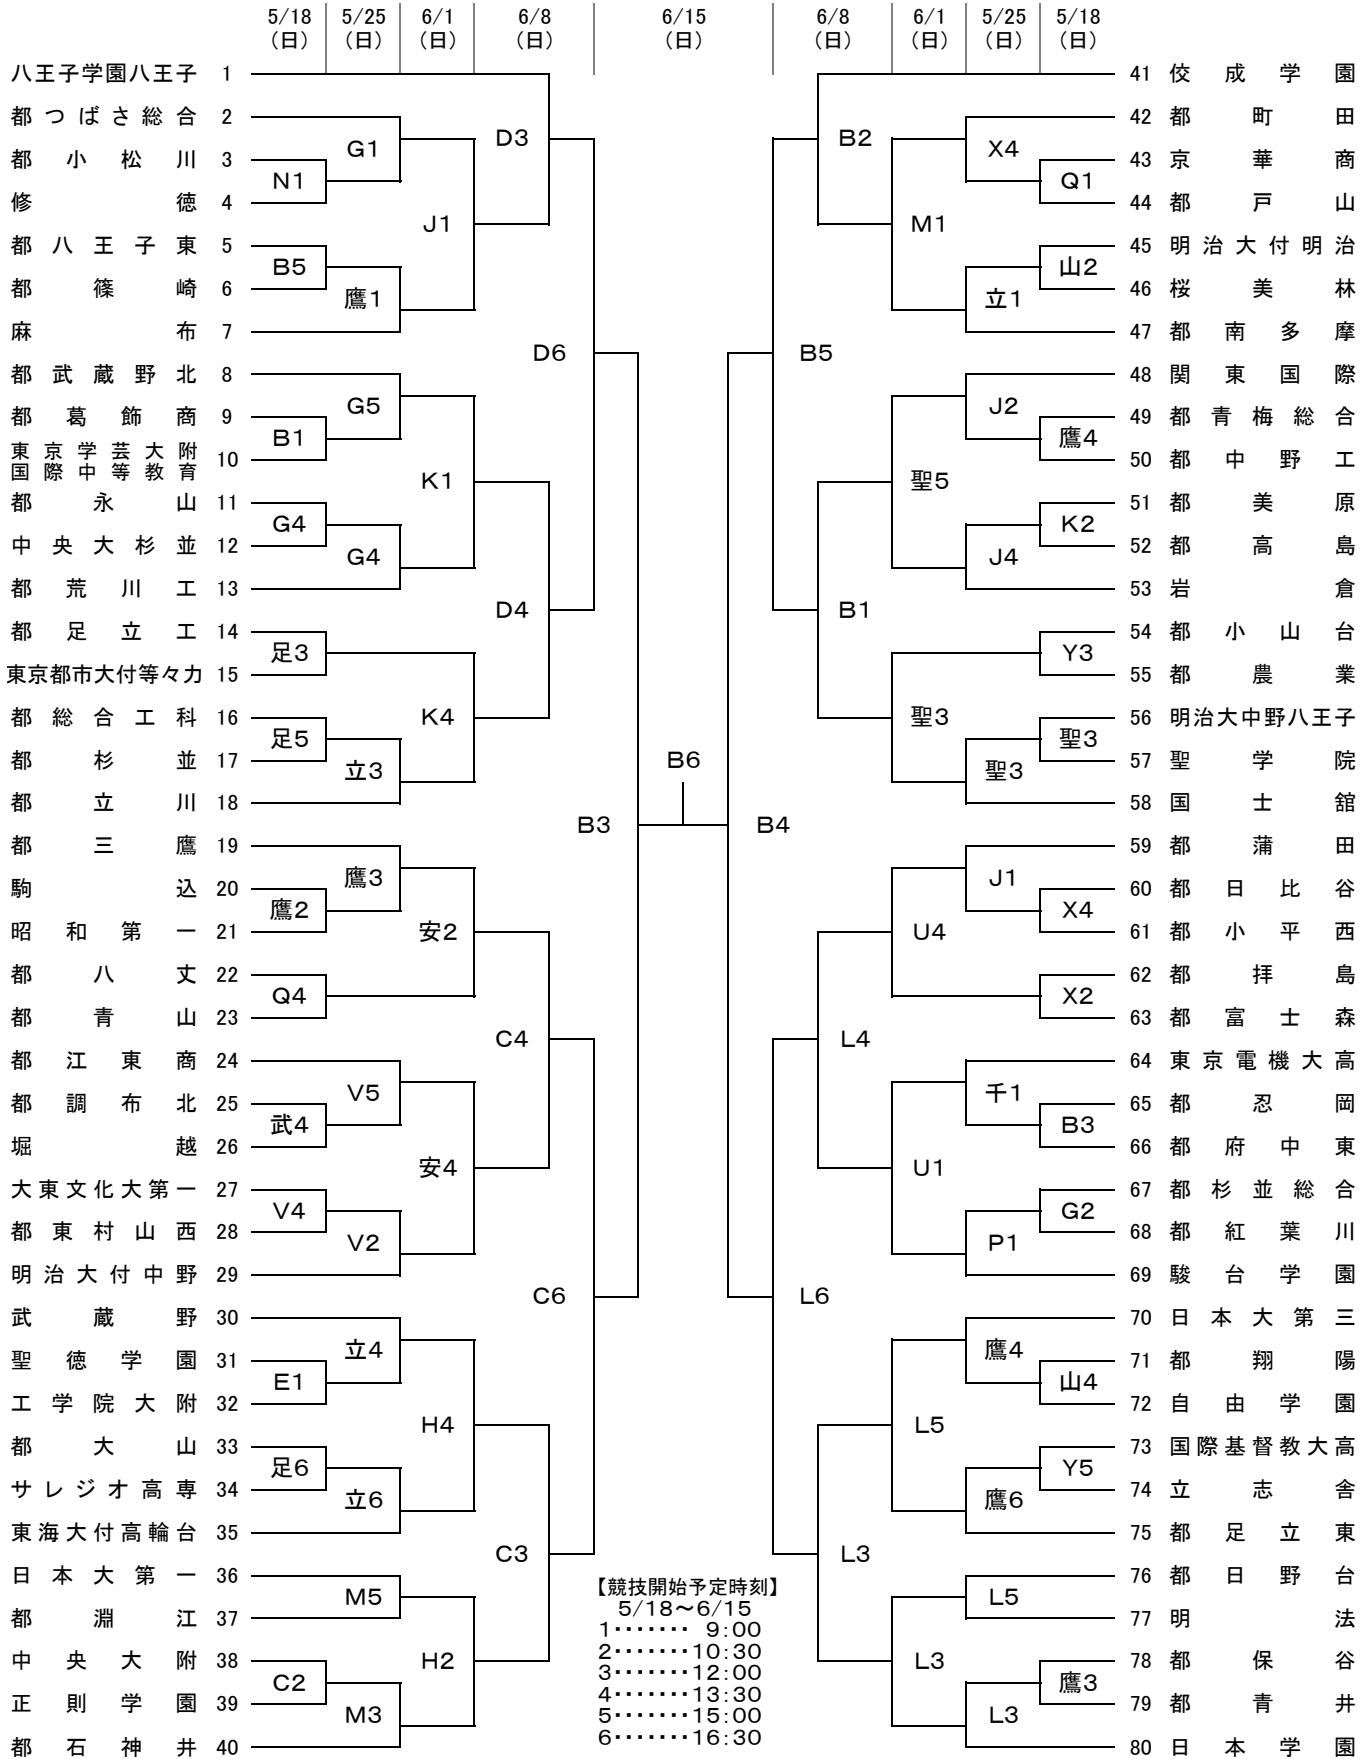 5/18 5/25 6/1 6/8 6/15 6/8 6/1 5/25 5/18
(日) (日) (日) (日) (日) (日) (日) (日) (日)
八王子学園八王子 1
都つばさ総合 2
都小松川 3
修徳 4
都八王子東 5
都篠崎 6
麻布 7
都武蔵野北 8
都葛飾商 9
東京学芸大附
国際中等教育 10
都永山 11
中央大杉並 12
都荒川工 13
都足立工 14
東京都市大付等々力 15
都総合工科 16
都杉並 17
都立川 18
都三鷹 19
駒込 20
昭和第一 21
都八丈 22
都青山 23
都江東商 24
都調布北 25
堀越 26
大東文化大第一 27
都東村山西 28
明治大付中野 29
武蔵野 30
聖徳学園 31
工学院大附 32
都大山 33
サレジオ高専 34
東海大付高輪台 35
日本大第一 36
都淵江 37
中央大附 38
正則学園 39
都石神井 40
N1
B5
B1
G4
足3
足5
鷹2
Q4
武4
V4
E1
足6
C2
G1
鷹1
G5
G4
立3
鷹3
V5
V2
立4
立6
M5
M3
J1
K1
K4
安2
安4
H4
H2
D3
D4
C4
C3
D6
C6
B3
B6
B4
B5
L6
B2
B1
L4
L3
M1
聖5
聖3
U4
U1
L5
L3
X4
立1
J2
J4
聖3
J1
千1
P1
鷹4
鷹6
L5
L3
Q1
山2
鷹4
K2
Y3
聖3
X4
X2
B3
G2
山4
Y5
鷹3
41 佼成学園
42 都町田
43 京華商
44 都戸山
45 明治大付明治
46 桜美林
47 都南多摩
48 関東国際
49 都青梅総合
50 都中野工
51 都美原
52 都高島
53 岩倉
54 都小山台
55 都農業
56 明治大中野八王子
57 聖学院
58 国士舘
59 都蒲田
60 都日比谷
61 都小平西
62 都拝島
63 都富士森
64 東京電機大高
65 都忍岡
66 都府中東
67 都杉並総合
68 都紅葉川
69 駿台学園
70 日本大第三
71 都翔陽
72 自由学園
73 国際基督教大高
74 立志舎
75 都足立東
76 都日野台
77 明法
78 都保谷
79 都青井
80 日本学園
【競技開始予定時刻】
5/18～6/15
1・・・・・・・ 9:00
2・・・・・・・10:30
3・・・・・・・12:00
4・・・・・・・13:30
5・・・・・・・15:00
6・・・・・・・16:30